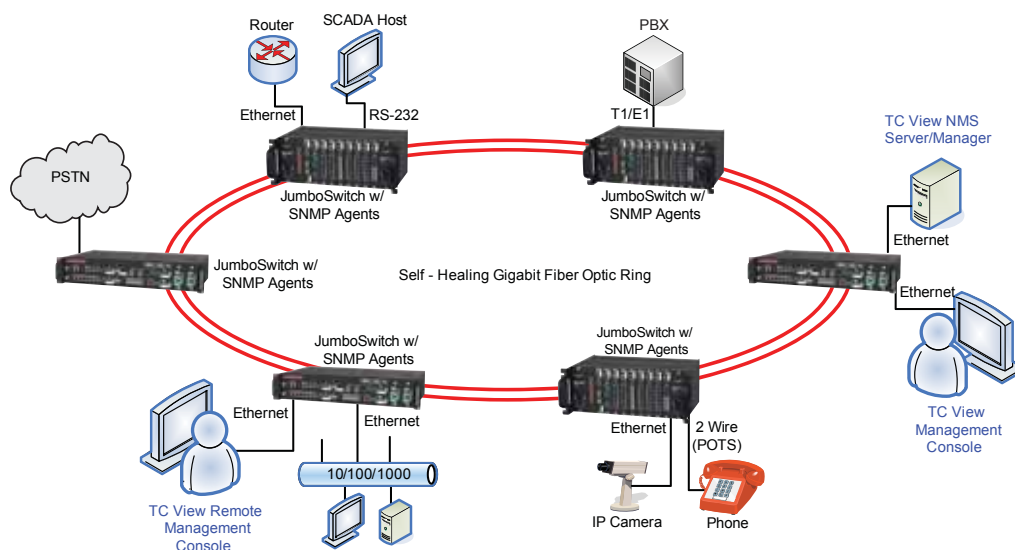 SCADA Host
Router
PBX
Ethernet
RS-232
T1/E1
TC View NMS
Server/Manager
PSTN
JumboSwitch w/
SNMP Agents
JumboSwitch w/
SNMP Agents
Ethernet
JumboSwitch w/
SNMP Agents
Self - Healing Gigabit Fiber Optic Ring
Ethernet
JumboSwitch w/
SNMP Agents
JumboSwitch w/
SNMP Agents
TC View
Management
Console
Ethernet
Ethernet
Ethernet
2 Wire
(POTS)
10/100/1000
TC View Remote
Management
Console
IP Camera
Phone